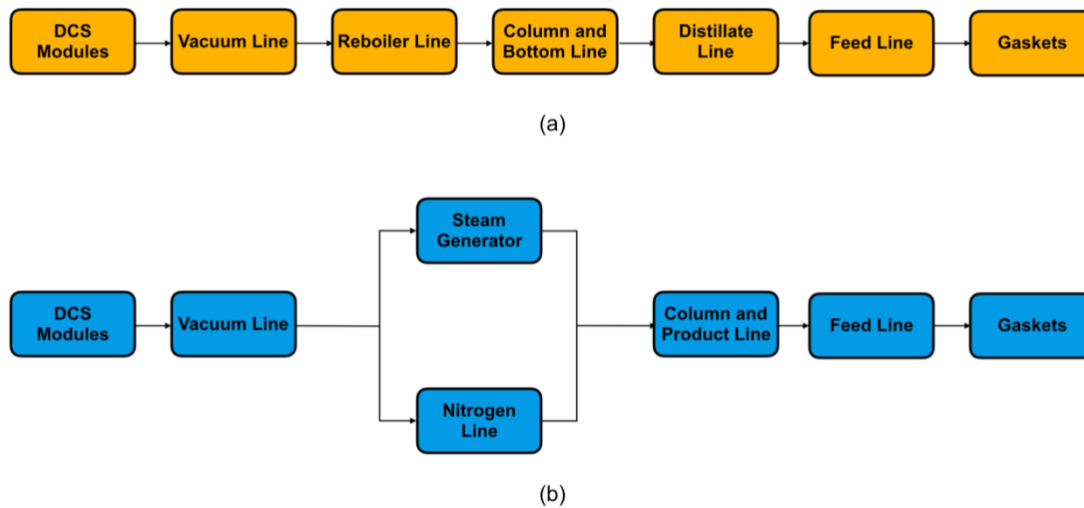 DCS
Modules
Vacuum Line
Reboiler Line
Column and
Bottom Line
Distillate
Line
Feed Line
Gaskets
(a)
Steam
Generator
DCS
Modules
Vacuum Line
Column and
Product Line
Feed Line
Gaskets
Nitrogen
Line
(b)